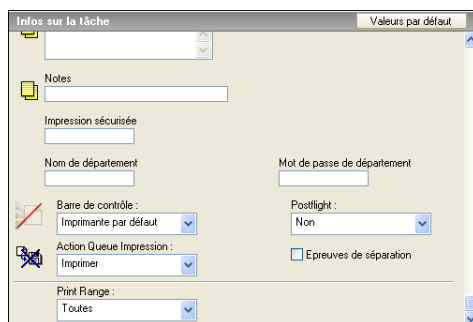 Infos sur la tâche Valeurs par défaut
Notes
Impression sécurisée
Nom de département Mot de passe de département
Barre de contrôle : Postflight :
Imprimante par défaut Non
Action Queue Impression : Epreuves de séparation
Imprimer
Print Range :
Toutes